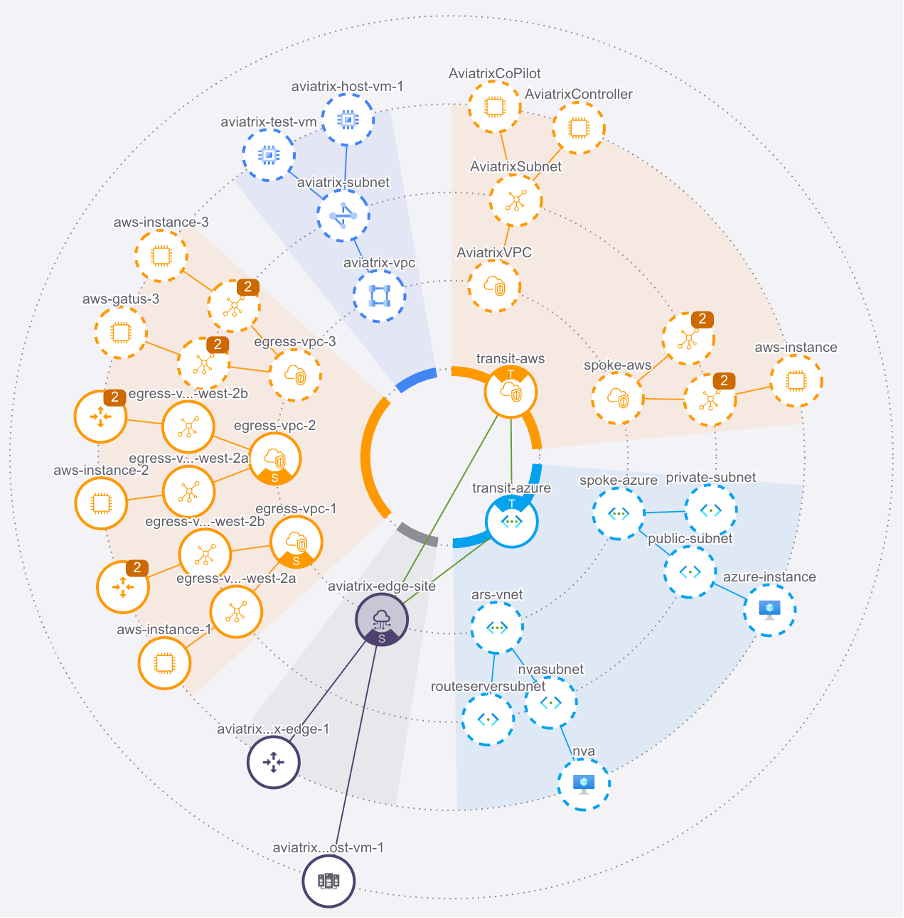 AviatrixCoPilot
aviatrix-host-vm-1
AviatrixController
aviatrix-test-vm
AviatrixSubnet
aviatrix-subnet
aws-instance-3
AviatrixVPC
aviatrix-vpc
2
aws-gatus-3
2
2
egress-vpc-3
aws-instance
transit-aws
spoke-aws
T
2
2
egress-v...-west-2b
egress-vpc-2
egress-v...-west-2a
aws-instance-2
S
transit-azure
T
spoke-azure
private-subnet
egress-vpc-1
egress-v...-west-2b
public-subnet
S
2
egress-v...-west-2a
azure-instance
aviatrix-edge-site
ars-vnet
aws-instance-1
S
nvasubnet
routeserversubnet
aviatrix...x-edge-1
nva
aviatrix...ost-vm-1